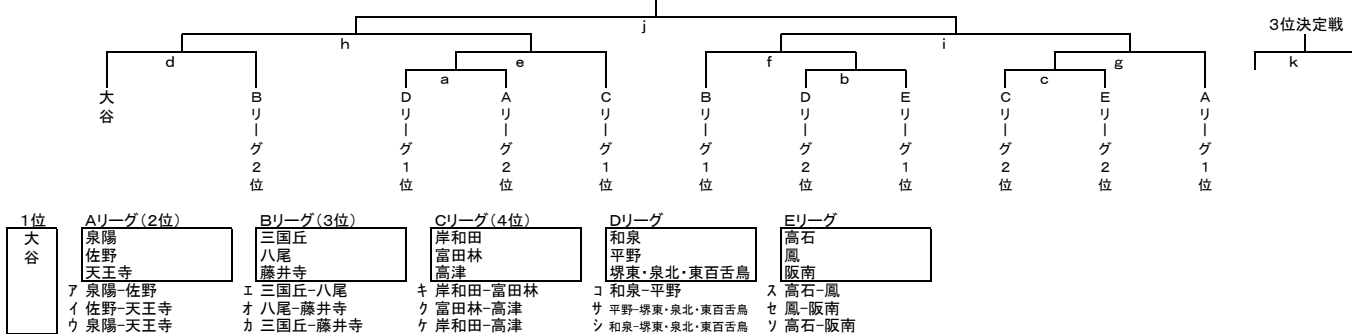 j
3位決定戦
h
i
d
e
f
g
k
a
b
c
大谷
Bリーグ2位
Dリーグ1位
Aリーグ2位
Cリーグ1位
Bリーグ1位
Dリーグ2位
Eリーグ1位
Cリーグ2位
Eリーグ2位
Aリーグ1位
1位
大谷
Aリーグ(2位)
泉陽
佐野
天王寺
ア 泉陽-佐野
イ 佐野-天王寺
ウ 泉陽-天王寺
Bリーグ(3位)
三国丘
八尾
藤井寺
エ 三国丘-八尾
オ 八尾-藤井寺
カ 三国丘-藤井寺
Cリーグ(4位)
岸和田
富田林
高津
キ 岸和田-富田林
ク 富田林-高津
ケ 岸和田-高津
Dリーグ
和泉
平野
堺東・泉北・東百舌鳥
コ 和泉-平野
サ 平野-堺東・泉北・東百舌鳥
シ 和泉-堺東・泉北・東百舌鳥
Eリーグ
高石
鳳
阪南
ス 高石-鳳
セ 鳳-阪南
ソ 高石-阪南